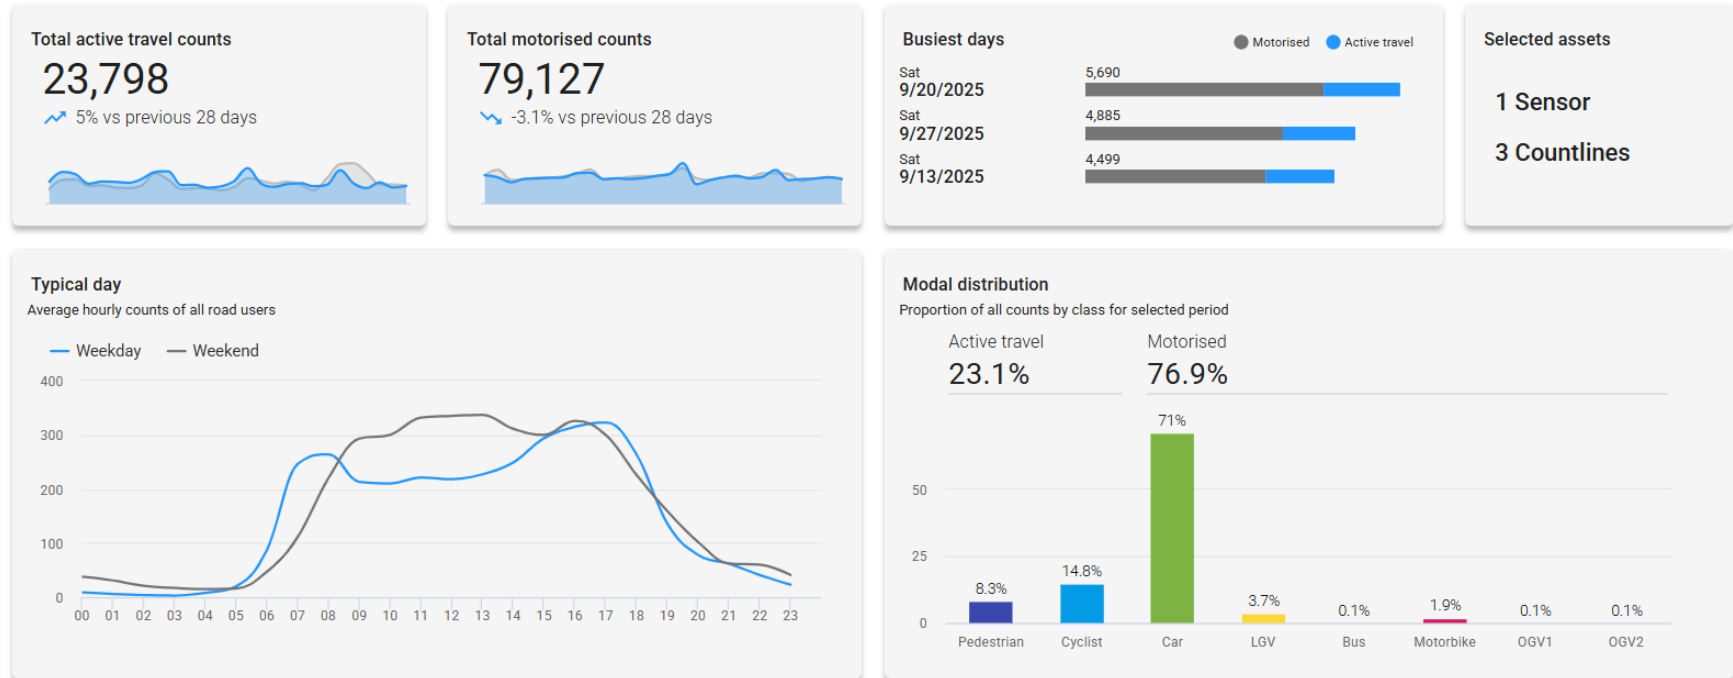 Total active travel counts
23,798
5% vs previous 28 days
Total motorised counts
79,127
-3.1% vs previous 28 days
Busiest days
Motorised Active travel
Sat
9/20/2025
5,690
Sat
9/27/2025
4,885
Sat
9/13/2025
4,499
Selected assets
1 Sensor
3 Countlines
Typical day
Average hourly counts of all road users
Weekday Weekend
400
300
200
100
0
00 01 02 03 04 05 06 07 08 09 10 11 12 13 14 15 16 17 18 19 20 21 22 23
Modal distribution
Proportion of all counts by class for selected period
Active travel
23.1%
Motorised
76.9%
50
25
0
8.3% 14.8% 71% 3.7% 0.1% 1.9% 0.1% 0.1%
Pedestrian Cyclist Car LGV Bus Motorbike OGV1 OGV2